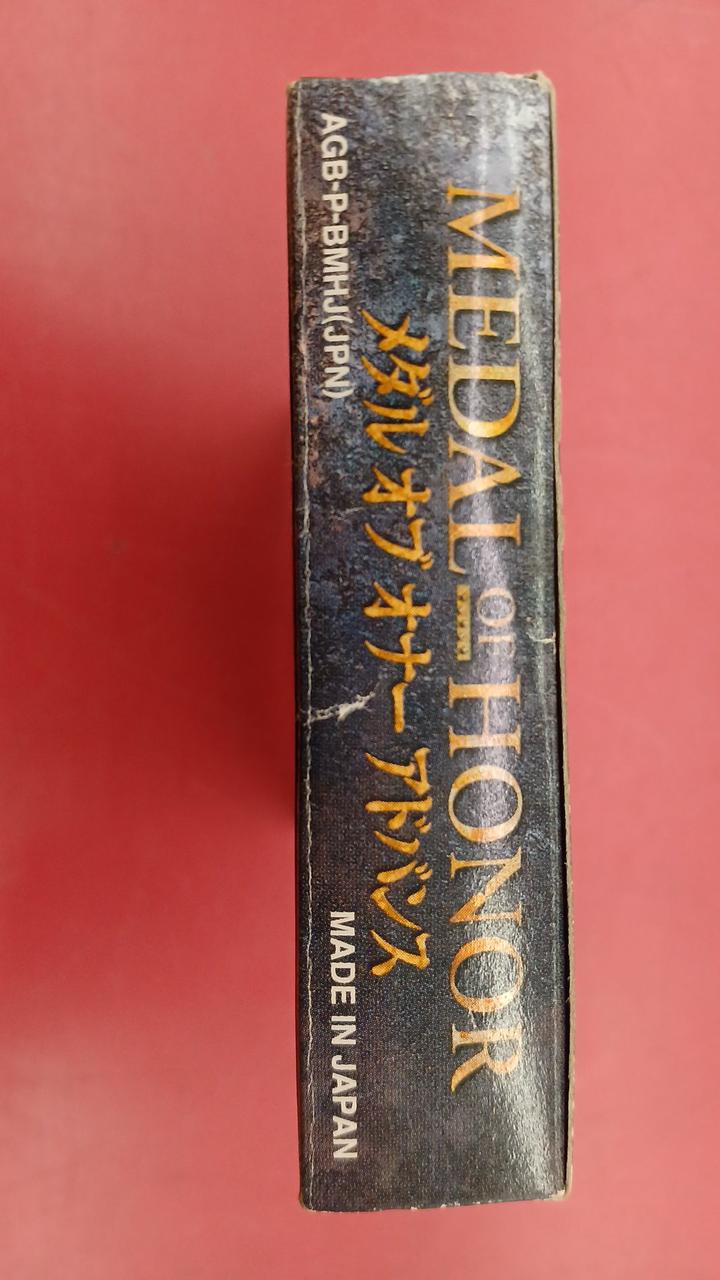 MEDAL OF HONOR
メダル オブ オナー アドバンス
AGB-P-BMHJ(JPN)
MADE IN JAPAN